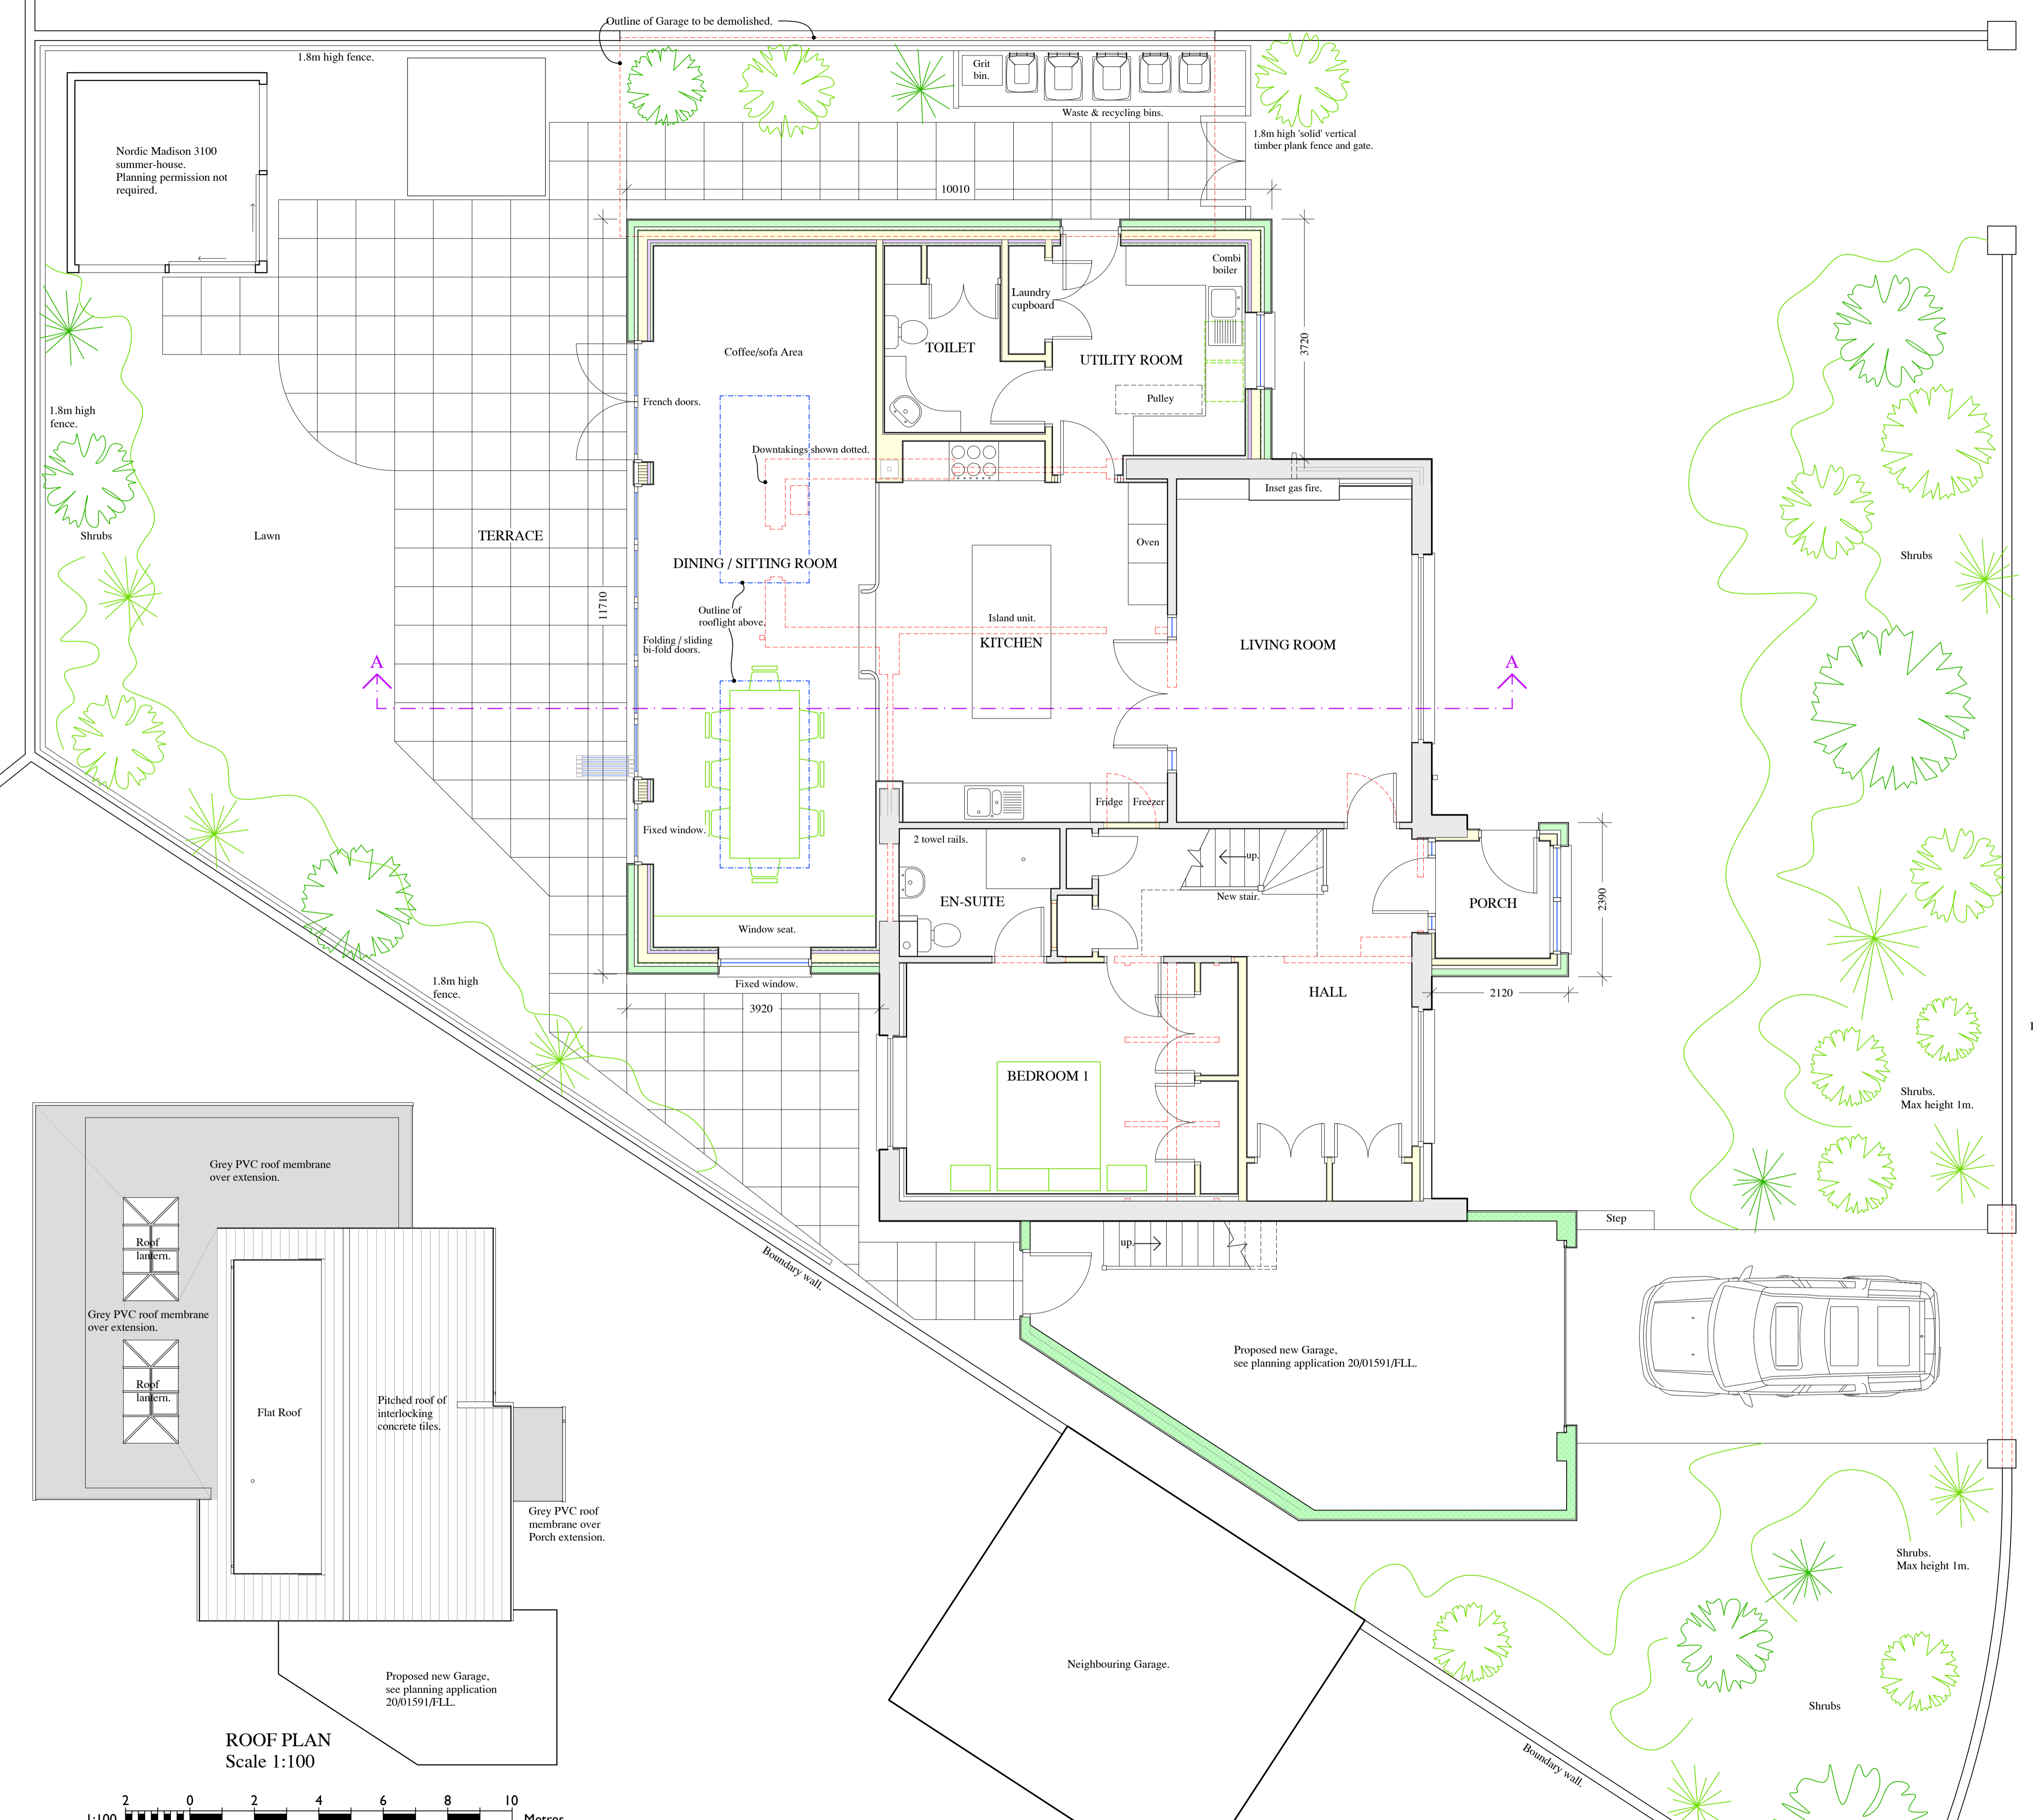 Outline of Garage to be demolished.
1.8m high fence.
Grit
bin.
Waste & recycling bins.
1.8m high 'solid' vertical
timber plank fence and gate.
Nordic Madison 3100
summer-house.
Planning permission not
required.
10010
Combi
boiler
Laundry
cupboard
TOILET
UTILITY ROOM
3720
Coffee/sofa Area
Pulley
French doors.
1.8m high
fence.
Downtakings shown dotted.
Inset gas fire.
Shrubs
Lawn
TERRACE
Oven
Shrubs
DINING / SITTING ROOM
11710
Outline of
rooflight above.
Island unit.
KITCHEN
LIVING ROOM
Folding / sliding
bi-fold doors.
A
A
Fridge
Freezer
Fixed window.
2 towel rails.
up.
New stair.
EN-SUITE
PORCH
2390
Window seat.
Fixed window.
1.8m high
fence.
HALL
2120
3920
BEDROOM 1
Shrubs.
Max height 1m.
Grey PVC roof membrane
over extension.
Step
up.
Roof
lantern.
Boundary wall.
Grey PVC roof membrane
over extension.
Proposed new Garage,
see planning application 20/01591/FLL.
Roof
lantern.
Flat Roof
Pitched roof of
interlocking
concrete tiles.
Grey PVC roof
membrane over
Porch extension.
Shrubs.
Max height 1m.
Neighbouring Garage.
Proposed new Garage,
see planning application
20/01591/FLL.
Shrubs
ROOF PLAN
Scale 1:100
Boundary wall.
2 0 2 4 6 8 10
1:100 Metres